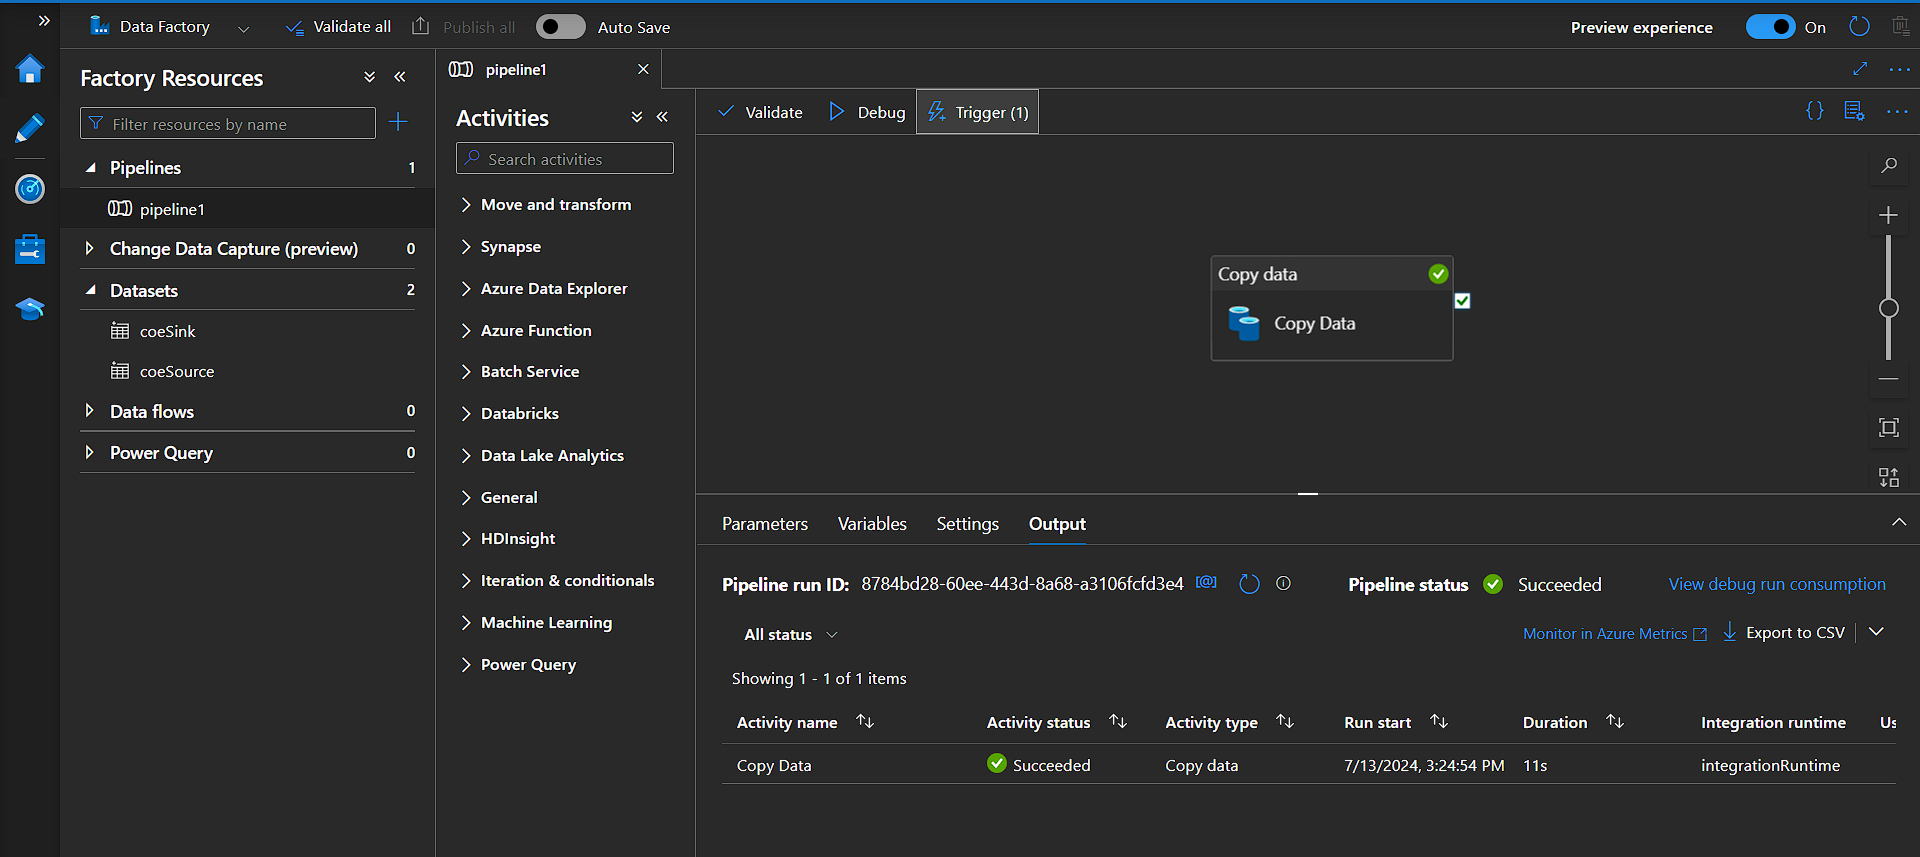 Data Factory
Validate all
Publish all
Auto Save
Preview experience
On
Factory Resources
Filter resources by name
Pipelines 1
pipeline1
Change Data Capture (preview) 0
Datasets 2
coeSink
coeSource
Data flows 0
Power Query 0
pipeline1
Activities
Search activities
Move and transform
Synapse
Azure Data Explorer
Azure Function
Batch Service
Databricks
Data Lake Analytics
General
HDInsight
Iteration & conditionals
Machine Learning
Power Query
Validate
Debug
Trigger (1)
Copy data
Copy Data
Parameters Variables Settings Output
Pipeline run ID: 8784bd28-60ee-443d-8a68-a3106fcfd3e4
Pipeline status Succeeded
View debug run consumption
All status
Monitor in Azure Metrics
Export to CSV
Showing 1 - 1 of 1 items
Activity name Activity status Activity type Run start Duration Integration runtime Us
Copy Data Succeeded Copy data 7/13/2024, 3:24:54 PM 11s integrationRuntime